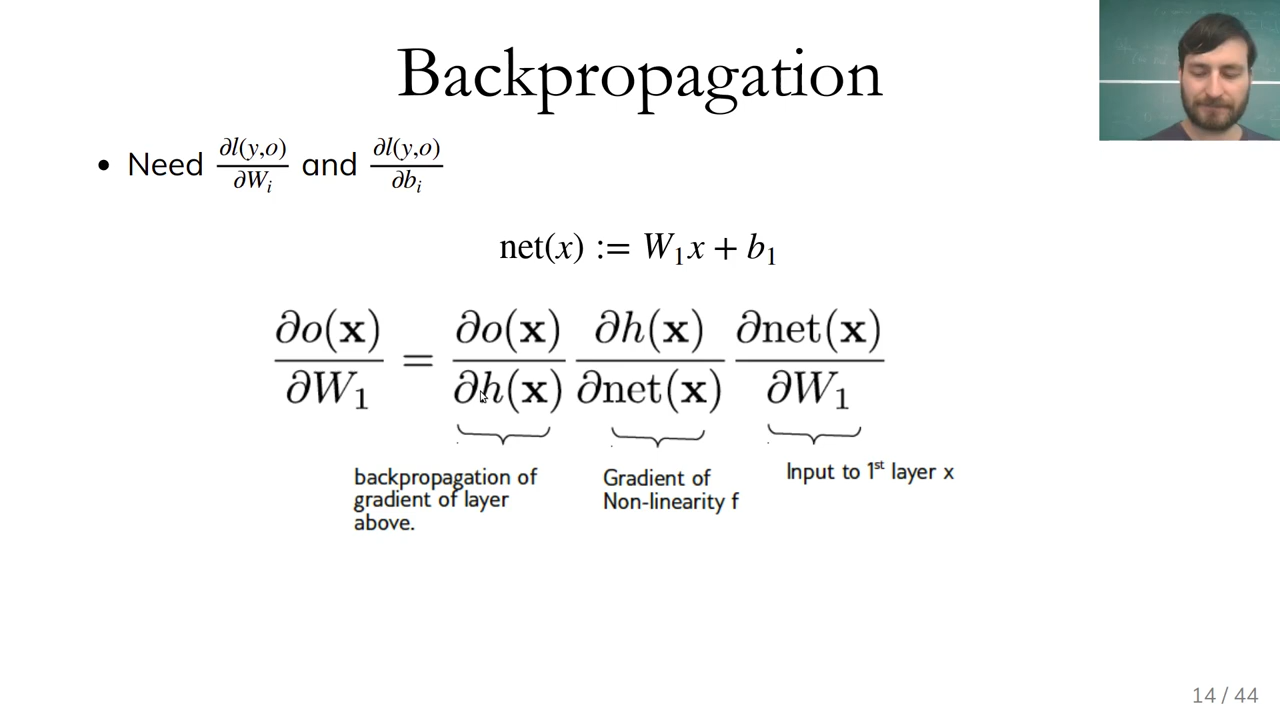 Backpropagation
• Need ∂l(y,o)/∂W_i and ∂l(y,o)/∂b_i
net(x) := W₁x + b₁
∂o(𝐱)/∂W₁ = ∂o(𝐱)/∂h(𝐱) ∂h(𝐱)/∂net(𝐱) ∂net(𝐱)/∂W₁
backpropagation of
gradient of layer
above.
Gradient of
Non-linearity f
Input to 1ˢᵗ layer x
14 / 44